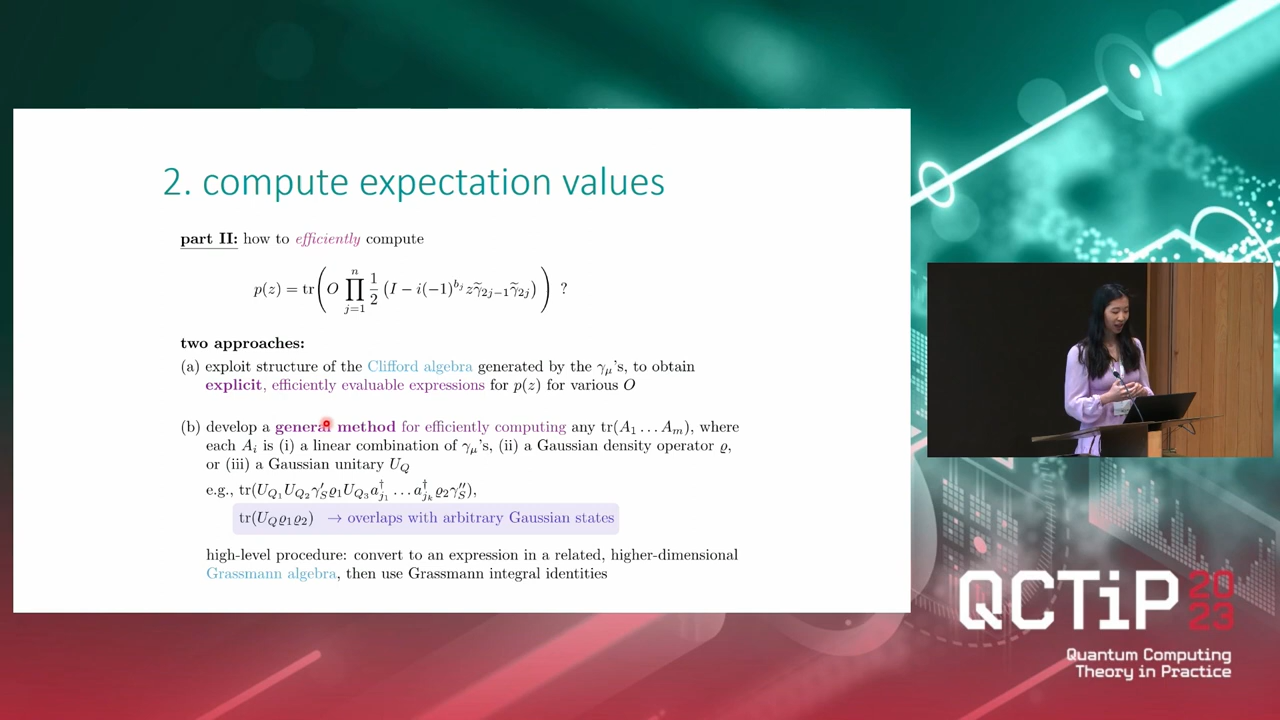 2. compute expectation values
part II: how to efficiently compute
p(z) = tr(O ∏_{j=1}^{n} 1/2 (I − i(−1)^{b_j} z γ̃_{2j−1} γ̃_{2j})) ?
two approaches:
(a) exploit structure of the Clifford algebra generated by the γ_μ's, to obtain
explicit, efficiently evaluable expressions for p(z) for various O
(b) develop a general method for efficiently computing any tr(A_1 … A_m), where
each A_i is (i) a linear combination of γ_μ's, (ii) a Gaussian density operator ϱ,
or (iii) a Gaussian unitary U_Q
e.g., tr(U_{Q_1} U_{Q_2} γ′_S ϱ_1 U_{Q_3} a†_{j_1} … a†_{j_k} ϱ_2 γ″_S),
tr(U_Q ϱ_1 ϱ_2) → overlaps with arbitrary Gaussian states
high-level procedure: convert to an expression in a related, higher-dimensional
Grassmann algebra, then use Grassmann integral identities
QCTiP 20
23
Quantum Computing
Theory in Practice